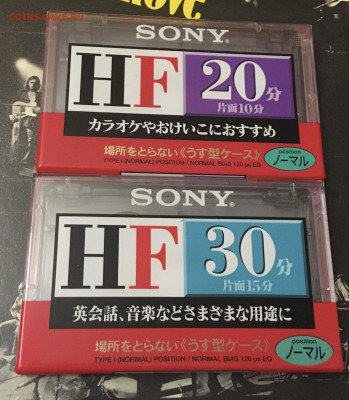 SONY
HF
20分
片面10分
カラオケやおけいこにおすすめ
場所をとらない《うす型ケース》
TYPE I (NORMAL) POSITION / NORMAL BIAS 120 μs EQ
position
ノーマル
SONY
HF
30分
片面15分
英会話、音楽などさまざまな用途に
場所をとらない《うす型ケース》
TYPE I (NORMAL) POSITION / NORMAL BIAS 120 μs EQ
position
ノーマル